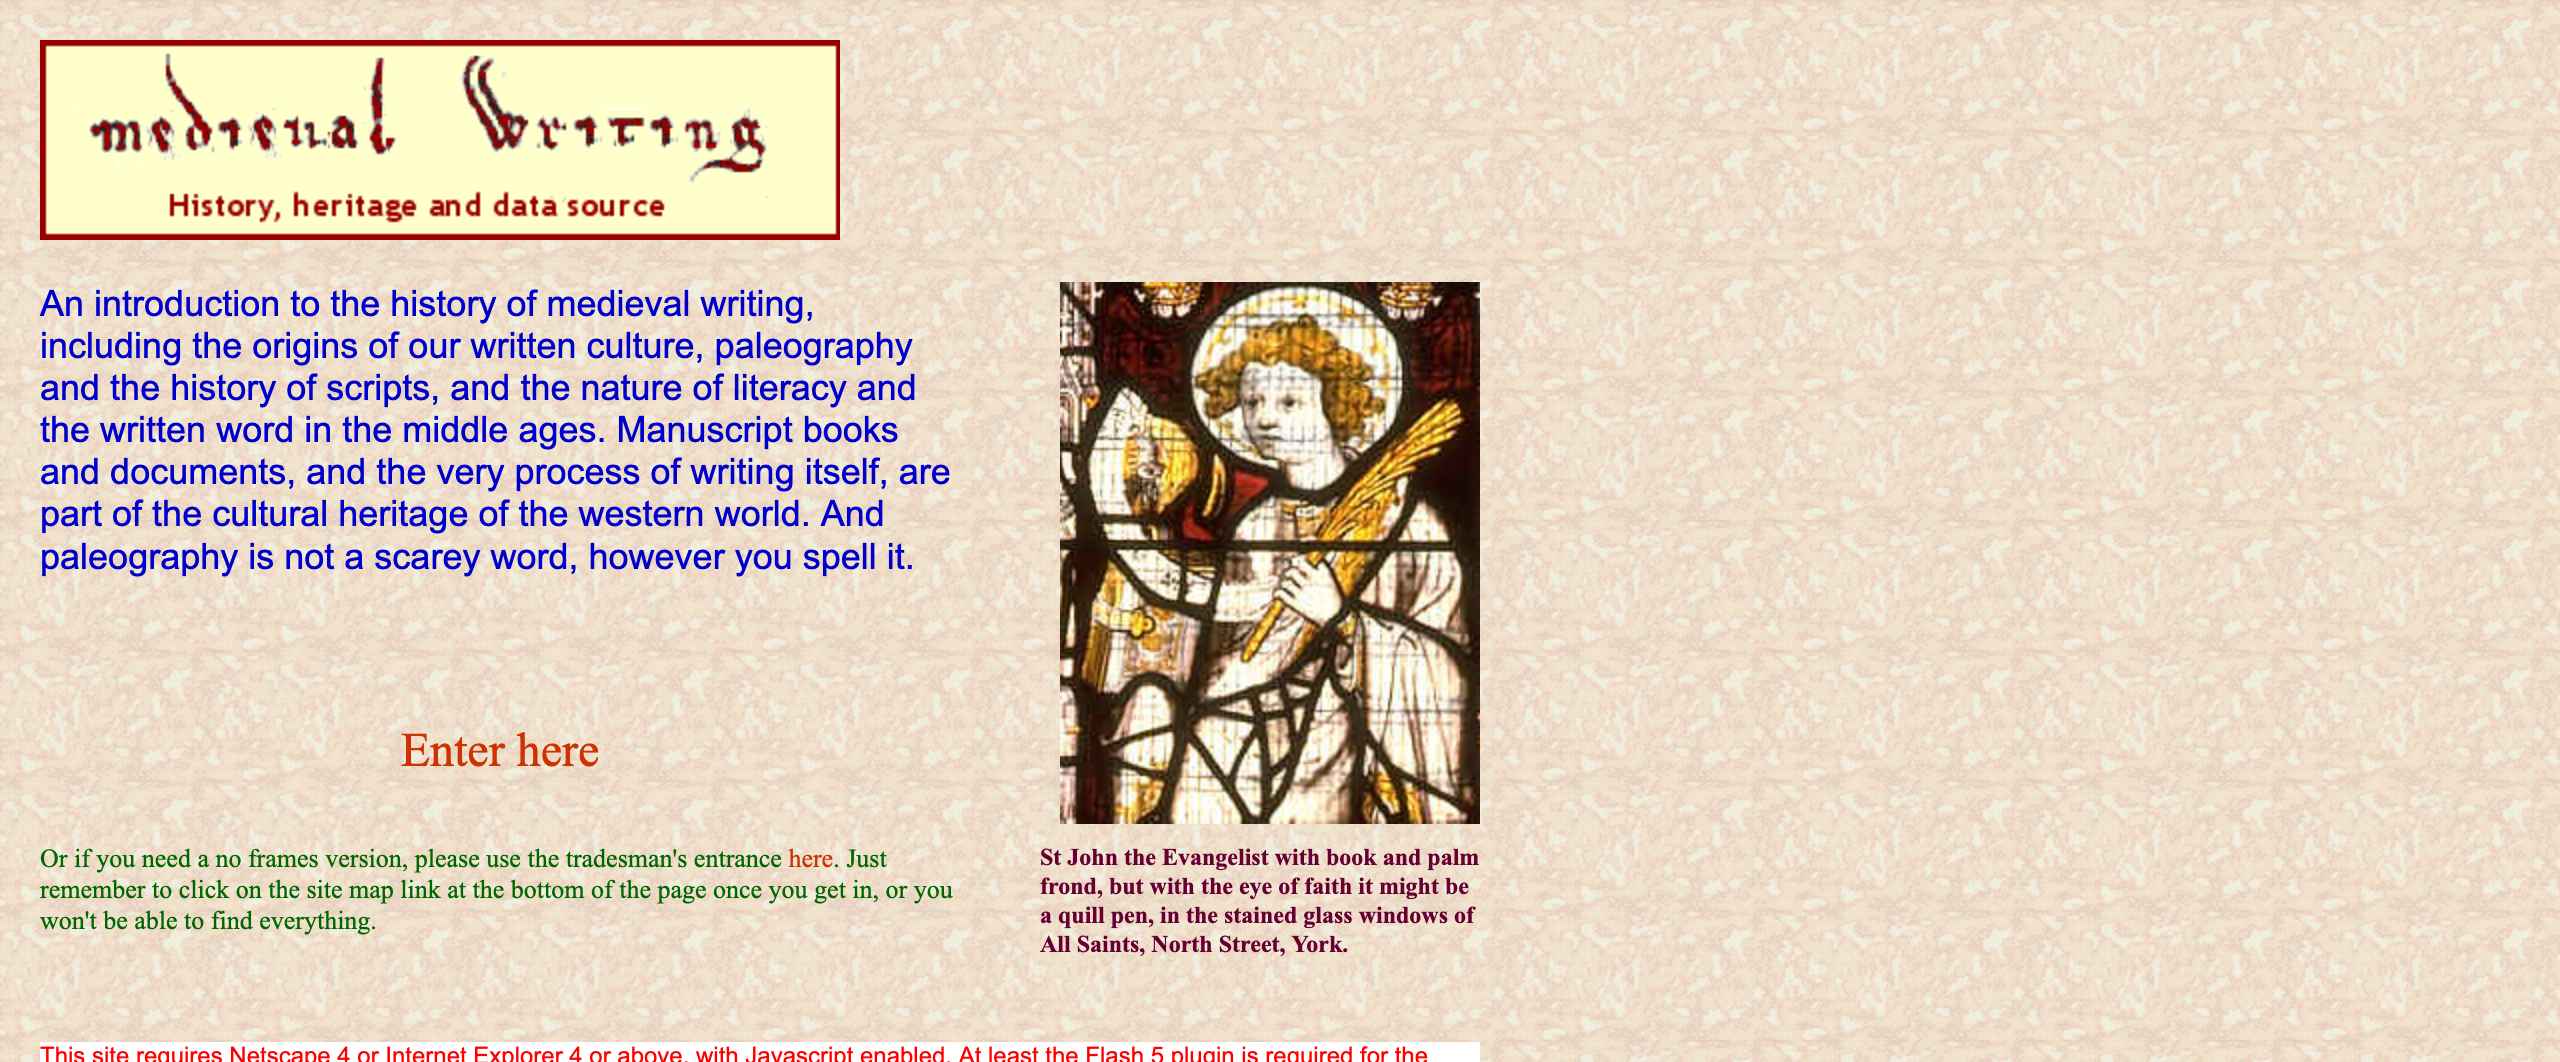 medieval Writing
History, heritage and data source
An introduction to the history of medieval writing,
including the origins of our written culture, paleography
and the history of scripts, and the nature of literacy and
the written word in the middle ages. Manuscript books
and documents, and the very process of writing itself, are
part of the cultural heritage of the western world. And
paleography is not a scarey word, however you spell it.
Enter here
Or if you need a no frames version, please use the tradesman's entrance here. Just
remember to click on the site map link at the bottom of the page once you get in, or you
won't be able to find everything.
St John the Evangelist with book and palm
frond, but with the eye of faith it might be
a quill pen, in the stained glass windows of
All Saints, North Street, York.
This site requires Netscape 4 or Internet Explorer 4 or above, with Javascript enabled. At least the Flash 5 plugin is required for the